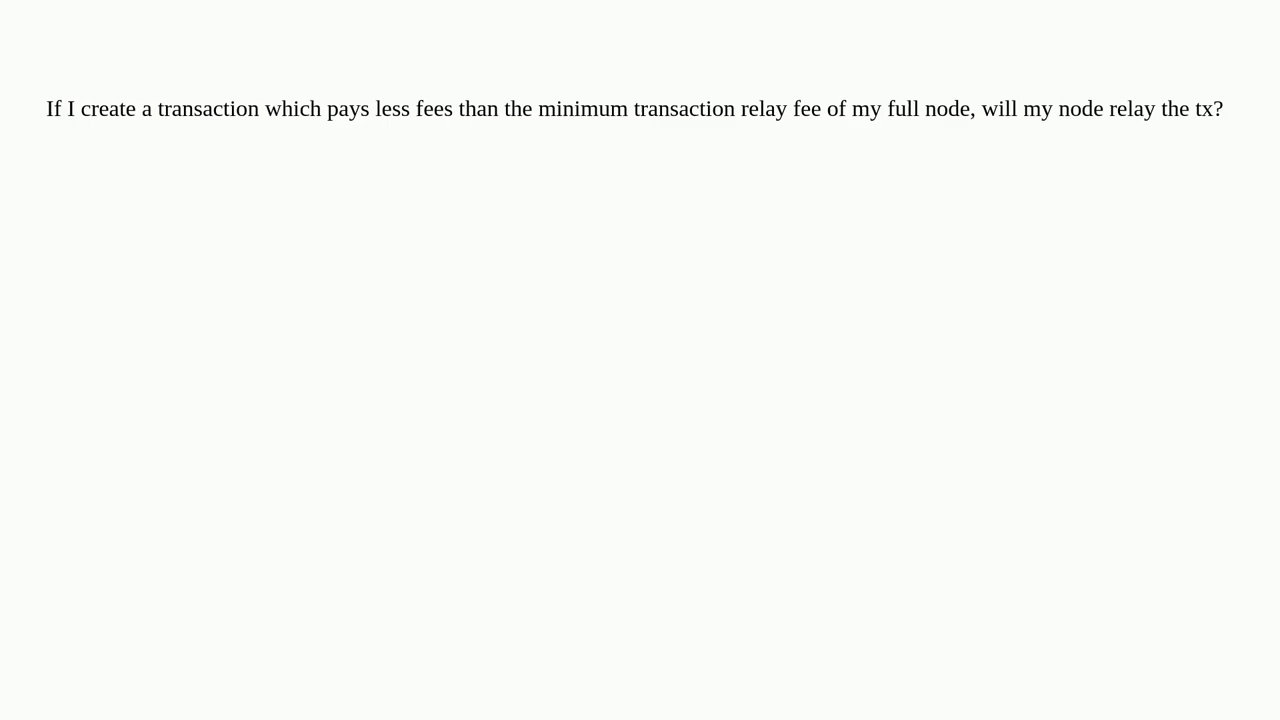 If I create a transaction which pays less fees than the minimum transaction relay fee of my full node, will my node relay the tx?